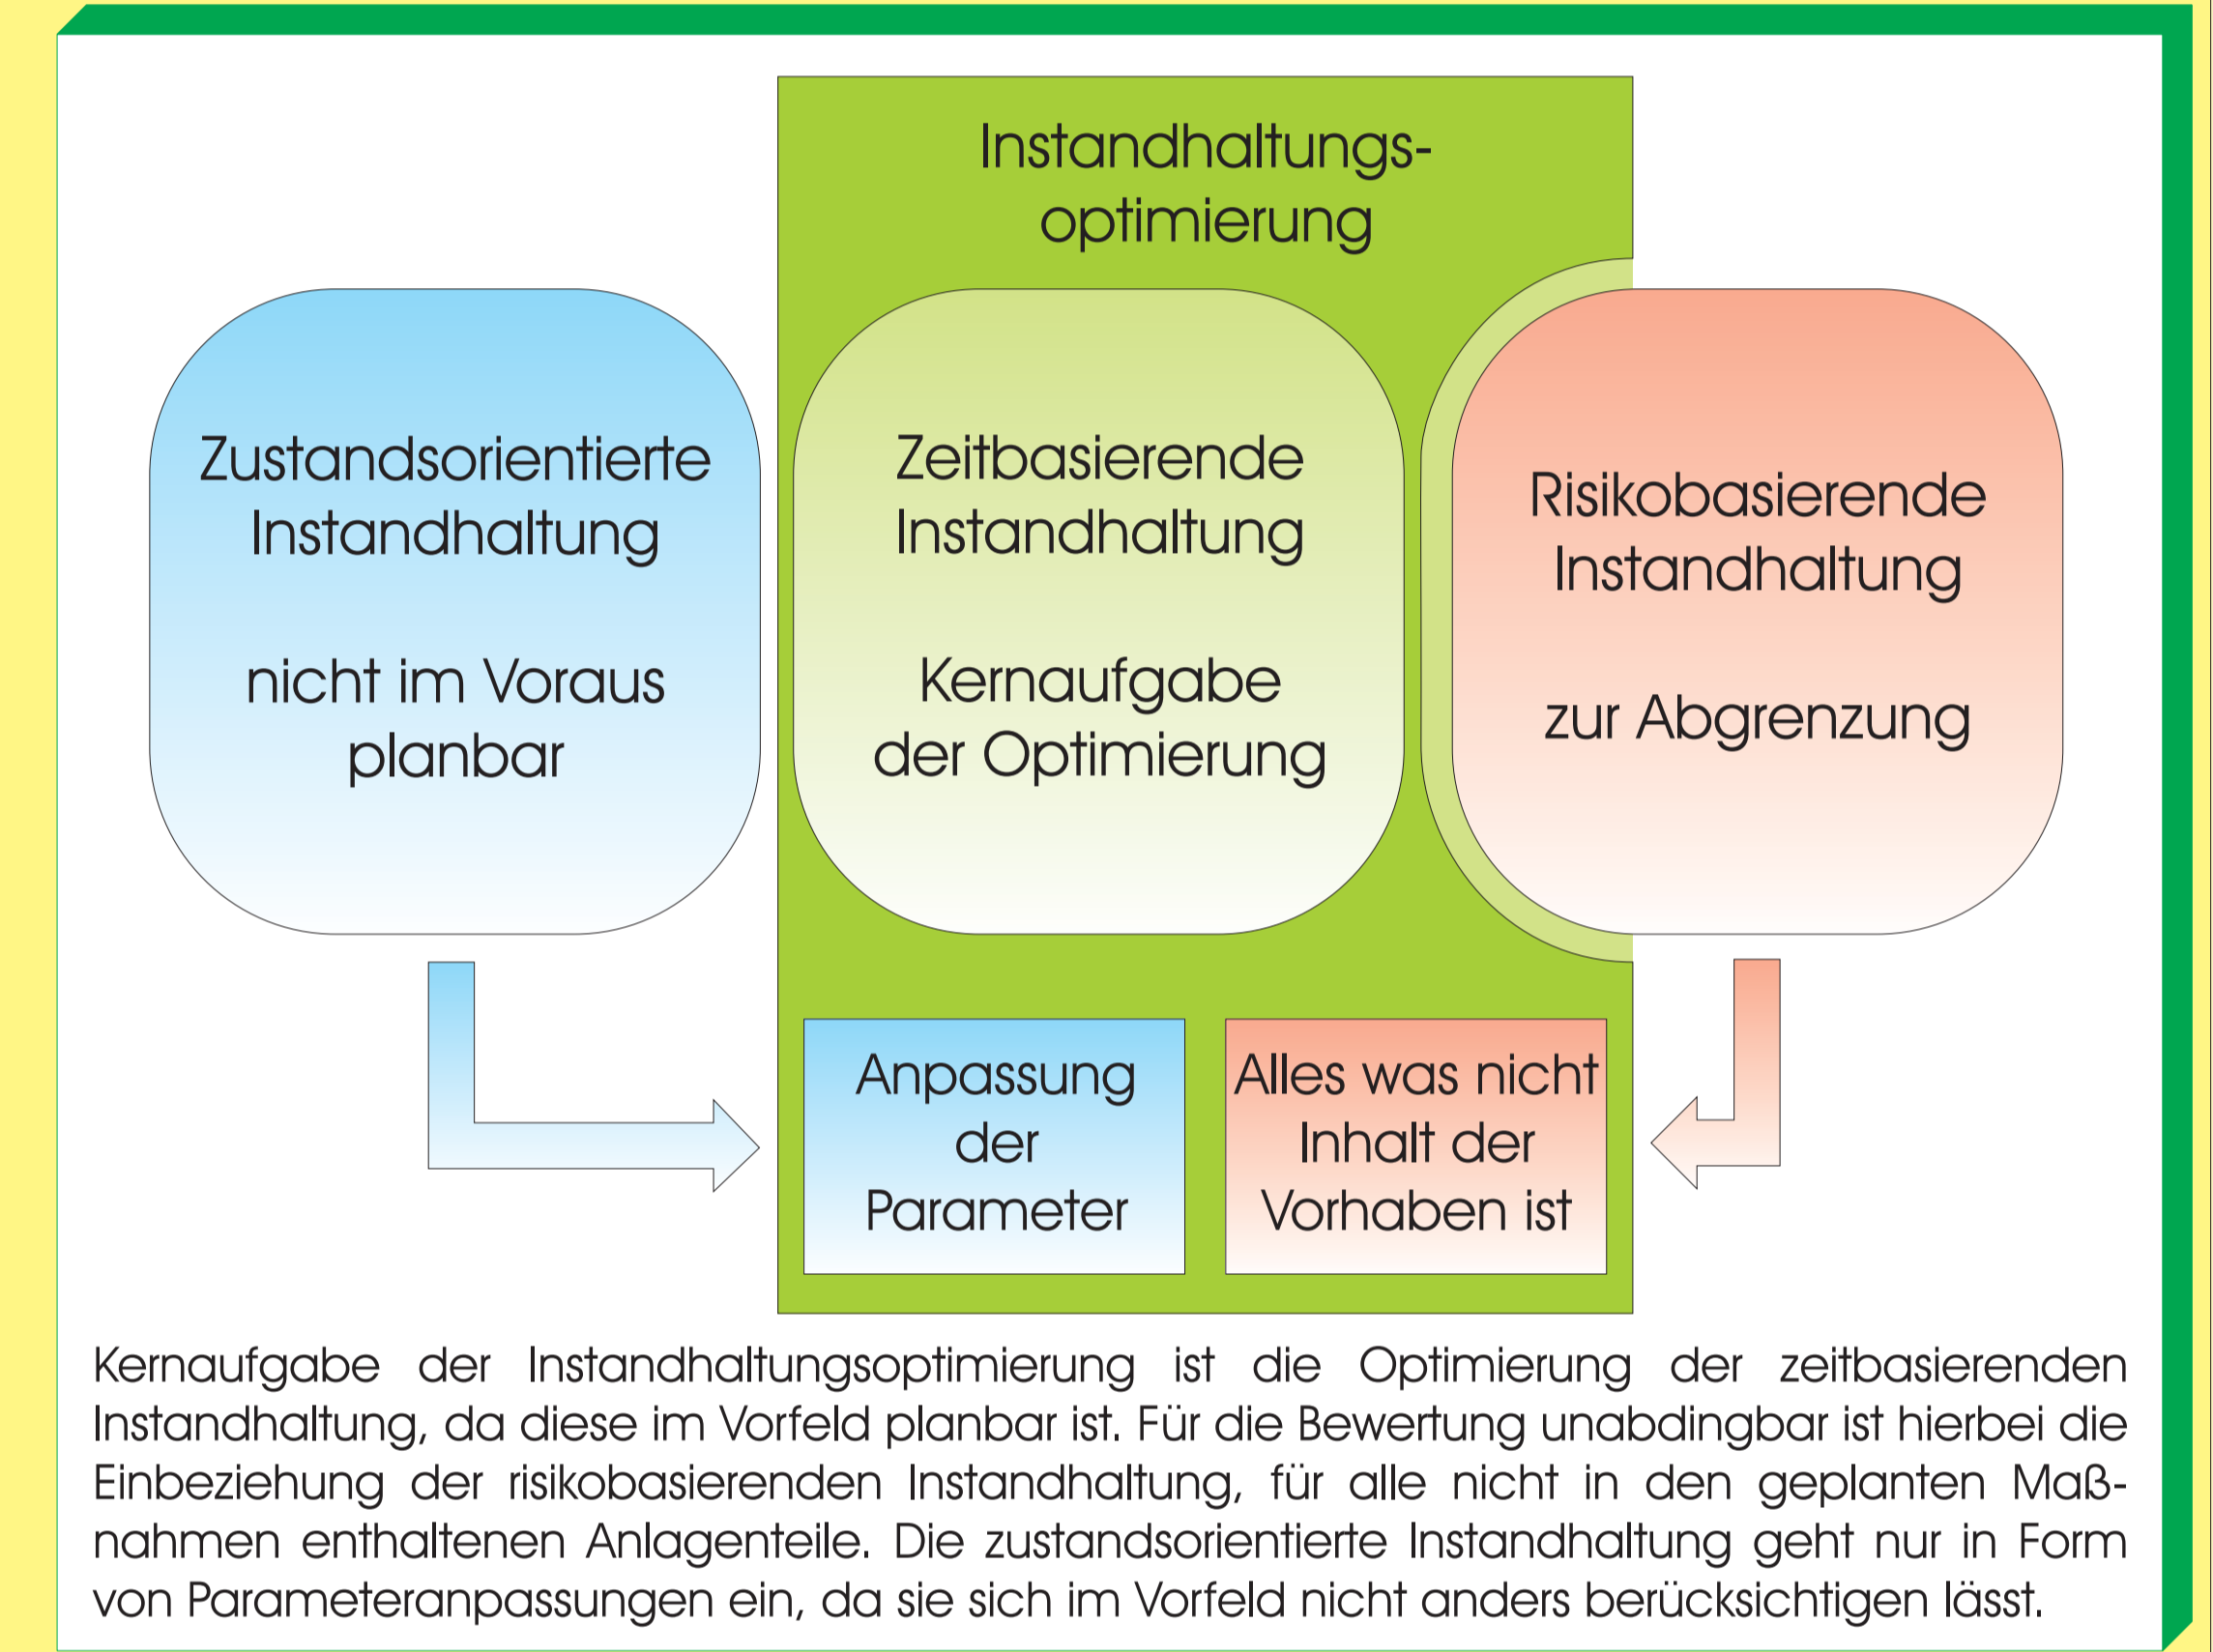 Instandhaltungs-
optimierung
Zustandsorientierte
Instandhaltung
nicht im Voraus
planbar
Zeitbasierende
Instandhaltung
Kernaufgabe
der Optimierung
Risikobasierende
Instandhaltung
zur Abgrenzung
Anpassung
der
Parameter
Alles was nicht
Inhalt der
Vorhaben ist
Kernaufgabe der Instandhaltungsoptimierung ist die Optimierung der zeitbasierenden
Instandhaltung, da diese im Vorfeld planbar ist. Für die Bewertung unabdingbar ist hierbei die
Einbeziehung der risikobasierenden Instandhaltung, für alle nicht in den geplanten Maß-
nahmen enthaltenen Anlagenteile. Die zustandsorientierte Instandhaltung geht nur in Form
von Parameteranpassungen ein, da sie sich im Vorfeld nicht anders berücksichtigen lässt.